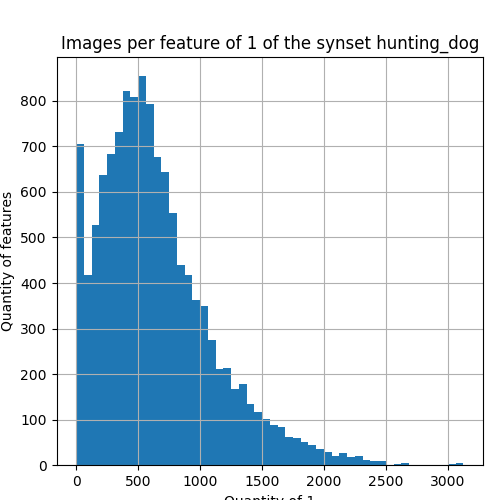 Images per feature of 1 of the synset hunting_dog
Quantity of features
800
700
600
500
400
300
200
100
0
0 500 1000 1500 2000 2500 3000
Quantity of 1